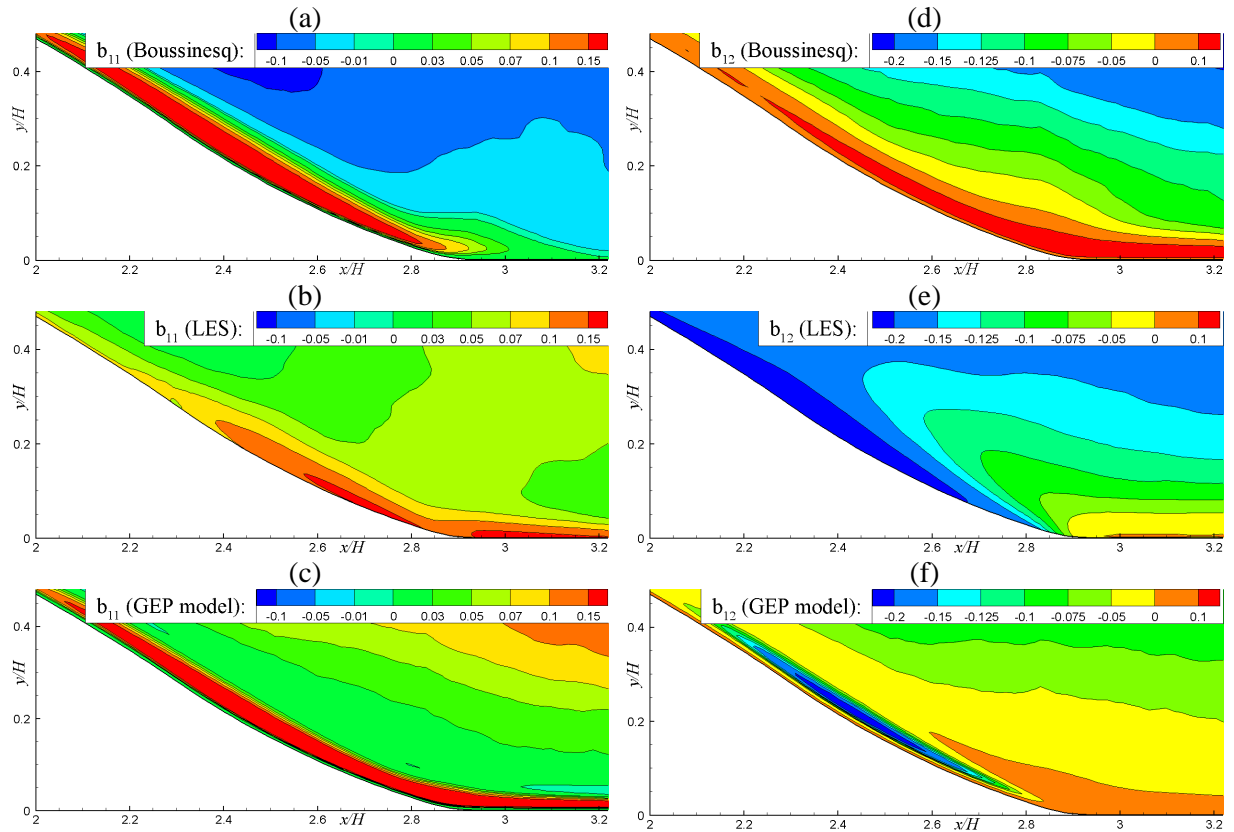 (a)
b11 (Boussinesq):
-0.1 -0.05 -0.01 0 0.03 0.07 0.1 0.15
y/H
0.4
0.2
0
2 2.2 2.4 2.6 2.8 3 3.2
x/H
(d)
b12 (Boussinesq):
-0.2 -0.15 -0.125 -0.1 -0.075 -0.05 0 0.1
y/H
0.4
0.2
0
2 2.2 2.4 2.6 2.8 3 3.2
x/H
(b)
b11 (LES):
-0.1 -0.05 -0.01 0 0.03 0.07 0.1 0.15
y/H
0.4
0.2
0
2 2.2 2.4 2.6 2.8 3 3.2
x/H
(e)
b12 (LES):
-0.2 -0.15 -0.125 -0.1 -0.075 -0.05 0 0.1
y/H
0.4
0.2
0
2 2.2 2.4 2.6 2.8 3 3.2
x/H
(c)
b11 (GEP model):
-0.1 -0.05 -0.01 0 0.03 0.07 0.1 0.15
y/H
0.4
0.2
0
2 2.2 2.4 2.6 2.8 3 3.2
x/H
(f)
b12 (GEP model):
-0.2 -0.15 -0.125 -0.1 -0.075 -0.05 0 0.1
y/H
0.4
0.2
0
2 2.2 2.4 2.6 2.8 3 3.2
x/H